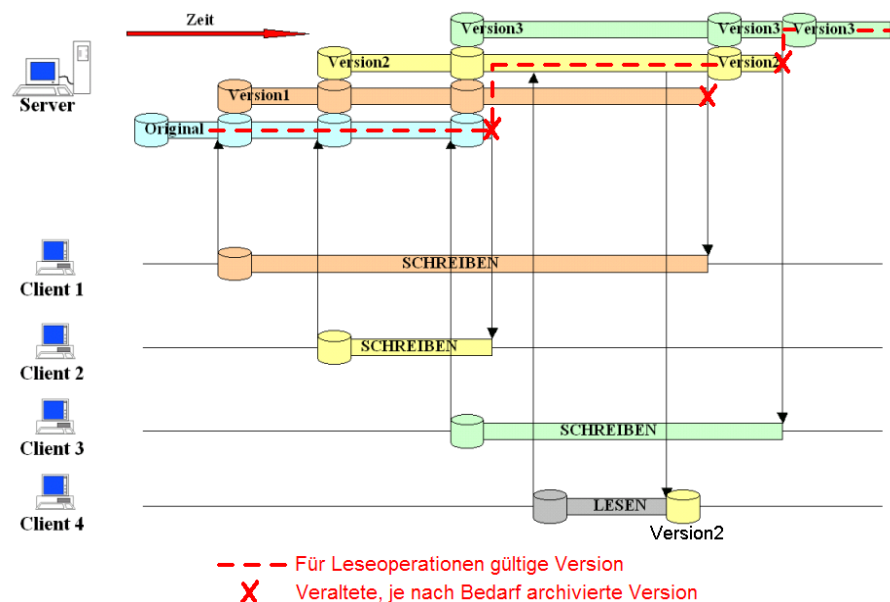 Zeit
Version3
Version3
Version3
Version2
Version2
Server
Version1
Original
SCHREIBEN
Client 1
SCHREIBEN
Client 2
SCHREIBEN
Client 3
LESEN
Client 4
Version2
Für Leseoperationen gültige Version
Veraltete, je nach Bedarf archivierte Version